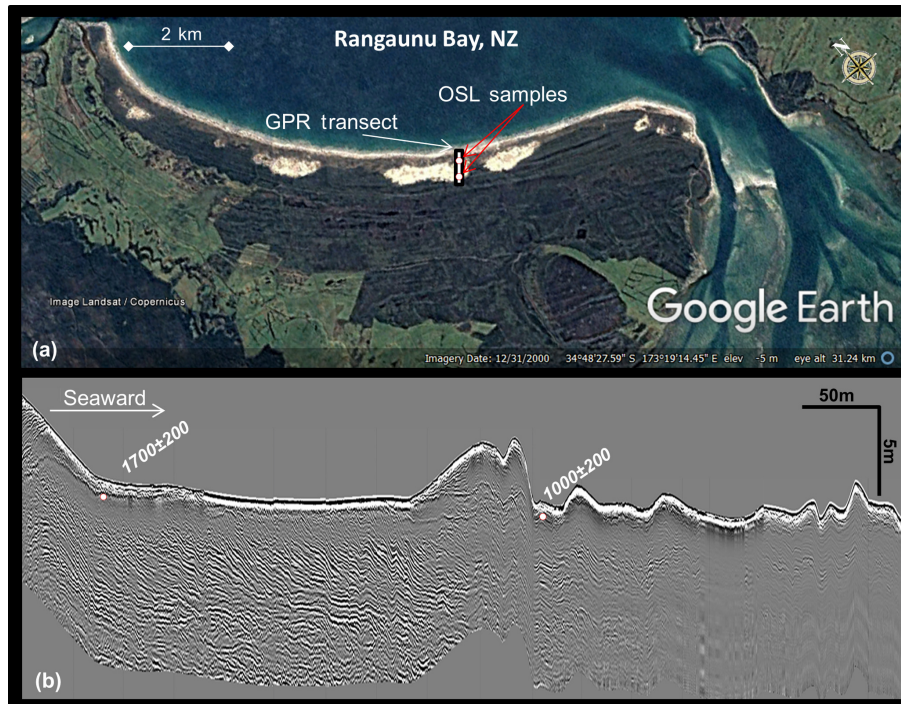 2 km
Rangaunu Bay, NZ
N
OSL samples
GPR transect
Image Landsat / Copernicus
Google Earth
(a)
Imagery Date: 12/31/2000 34°48'27.59" S 173°19'14.45" E elev -5 m eye alt 31.24 km
Seaward
50m
5m
1700±200
1000±200
(b)